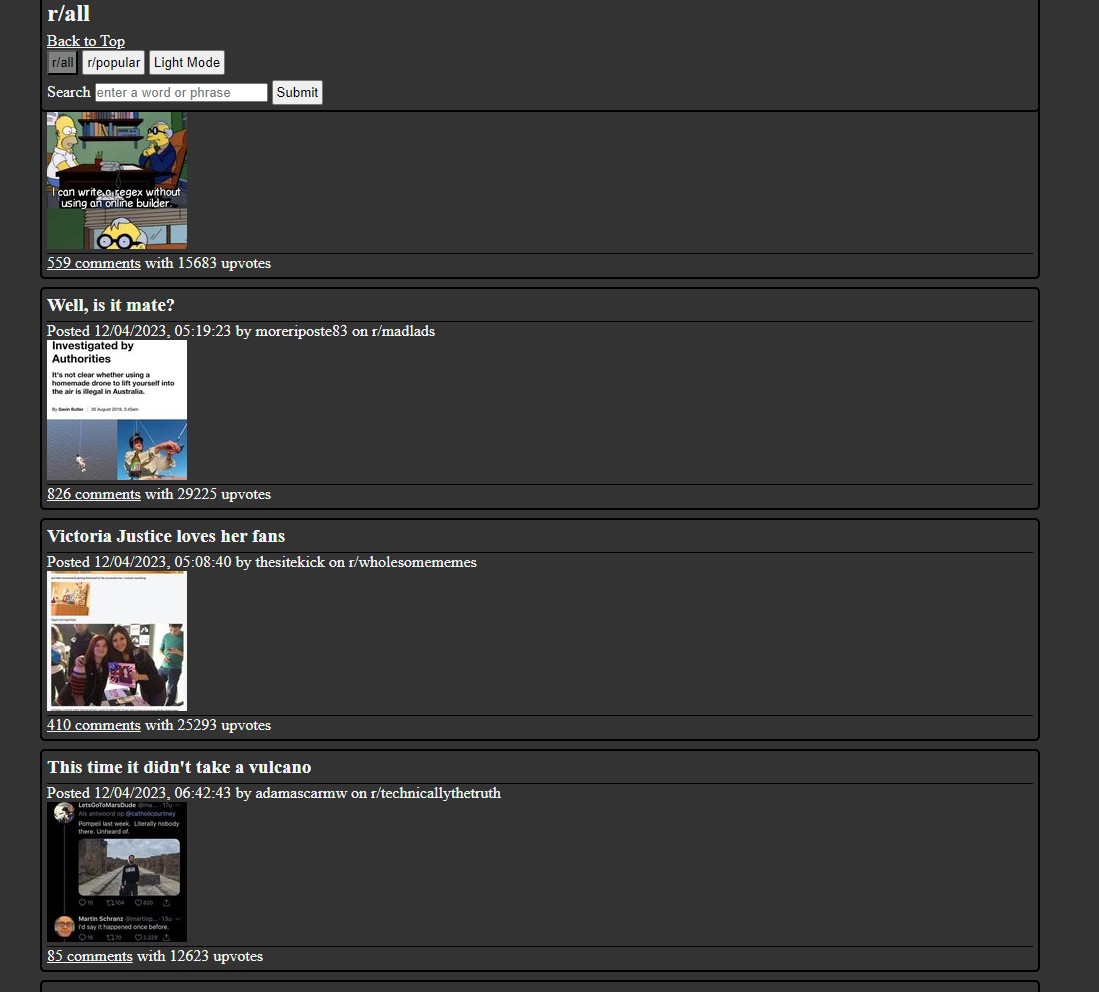 r/all
Back to Top
r/all r/popular Light Mode
Search enter a word or phrase Submit
I can write a regex without
using an online builder.
559 comments with 15683 upvotes
Well, is it mate?
Posted 12/04/2023, 05:19:23 by moreriposte83 on r/madlads
Investigated by
Authorities
It's not clear whether using a
homemade drone to lift yourself into
the air is illegal in Australia.
By Gavin Butler | 30 August 2018, 3:45am
826 comments with 29225 upvotes
Victoria Justice loves her fans
Posted 12/04/2023, 05:08:40 by thesitekick on r/wholesomememes
410 comments with 25293 upvotes
This time it didn't take a vulcano
Posted 12/04/2023, 06:42:43 by adamascarmw on r/technicallythetruth
LetsGoToMarsDude @ma... · 17u
Als antwoord op @catholicourtney
Pompeii last week. Literally nobody
there. Unheard of.
10 104 820
Martin Schranz @martinp... · 13u
I'd say it happened once before.
16 70 2.229
85 comments with 12623 upvotes